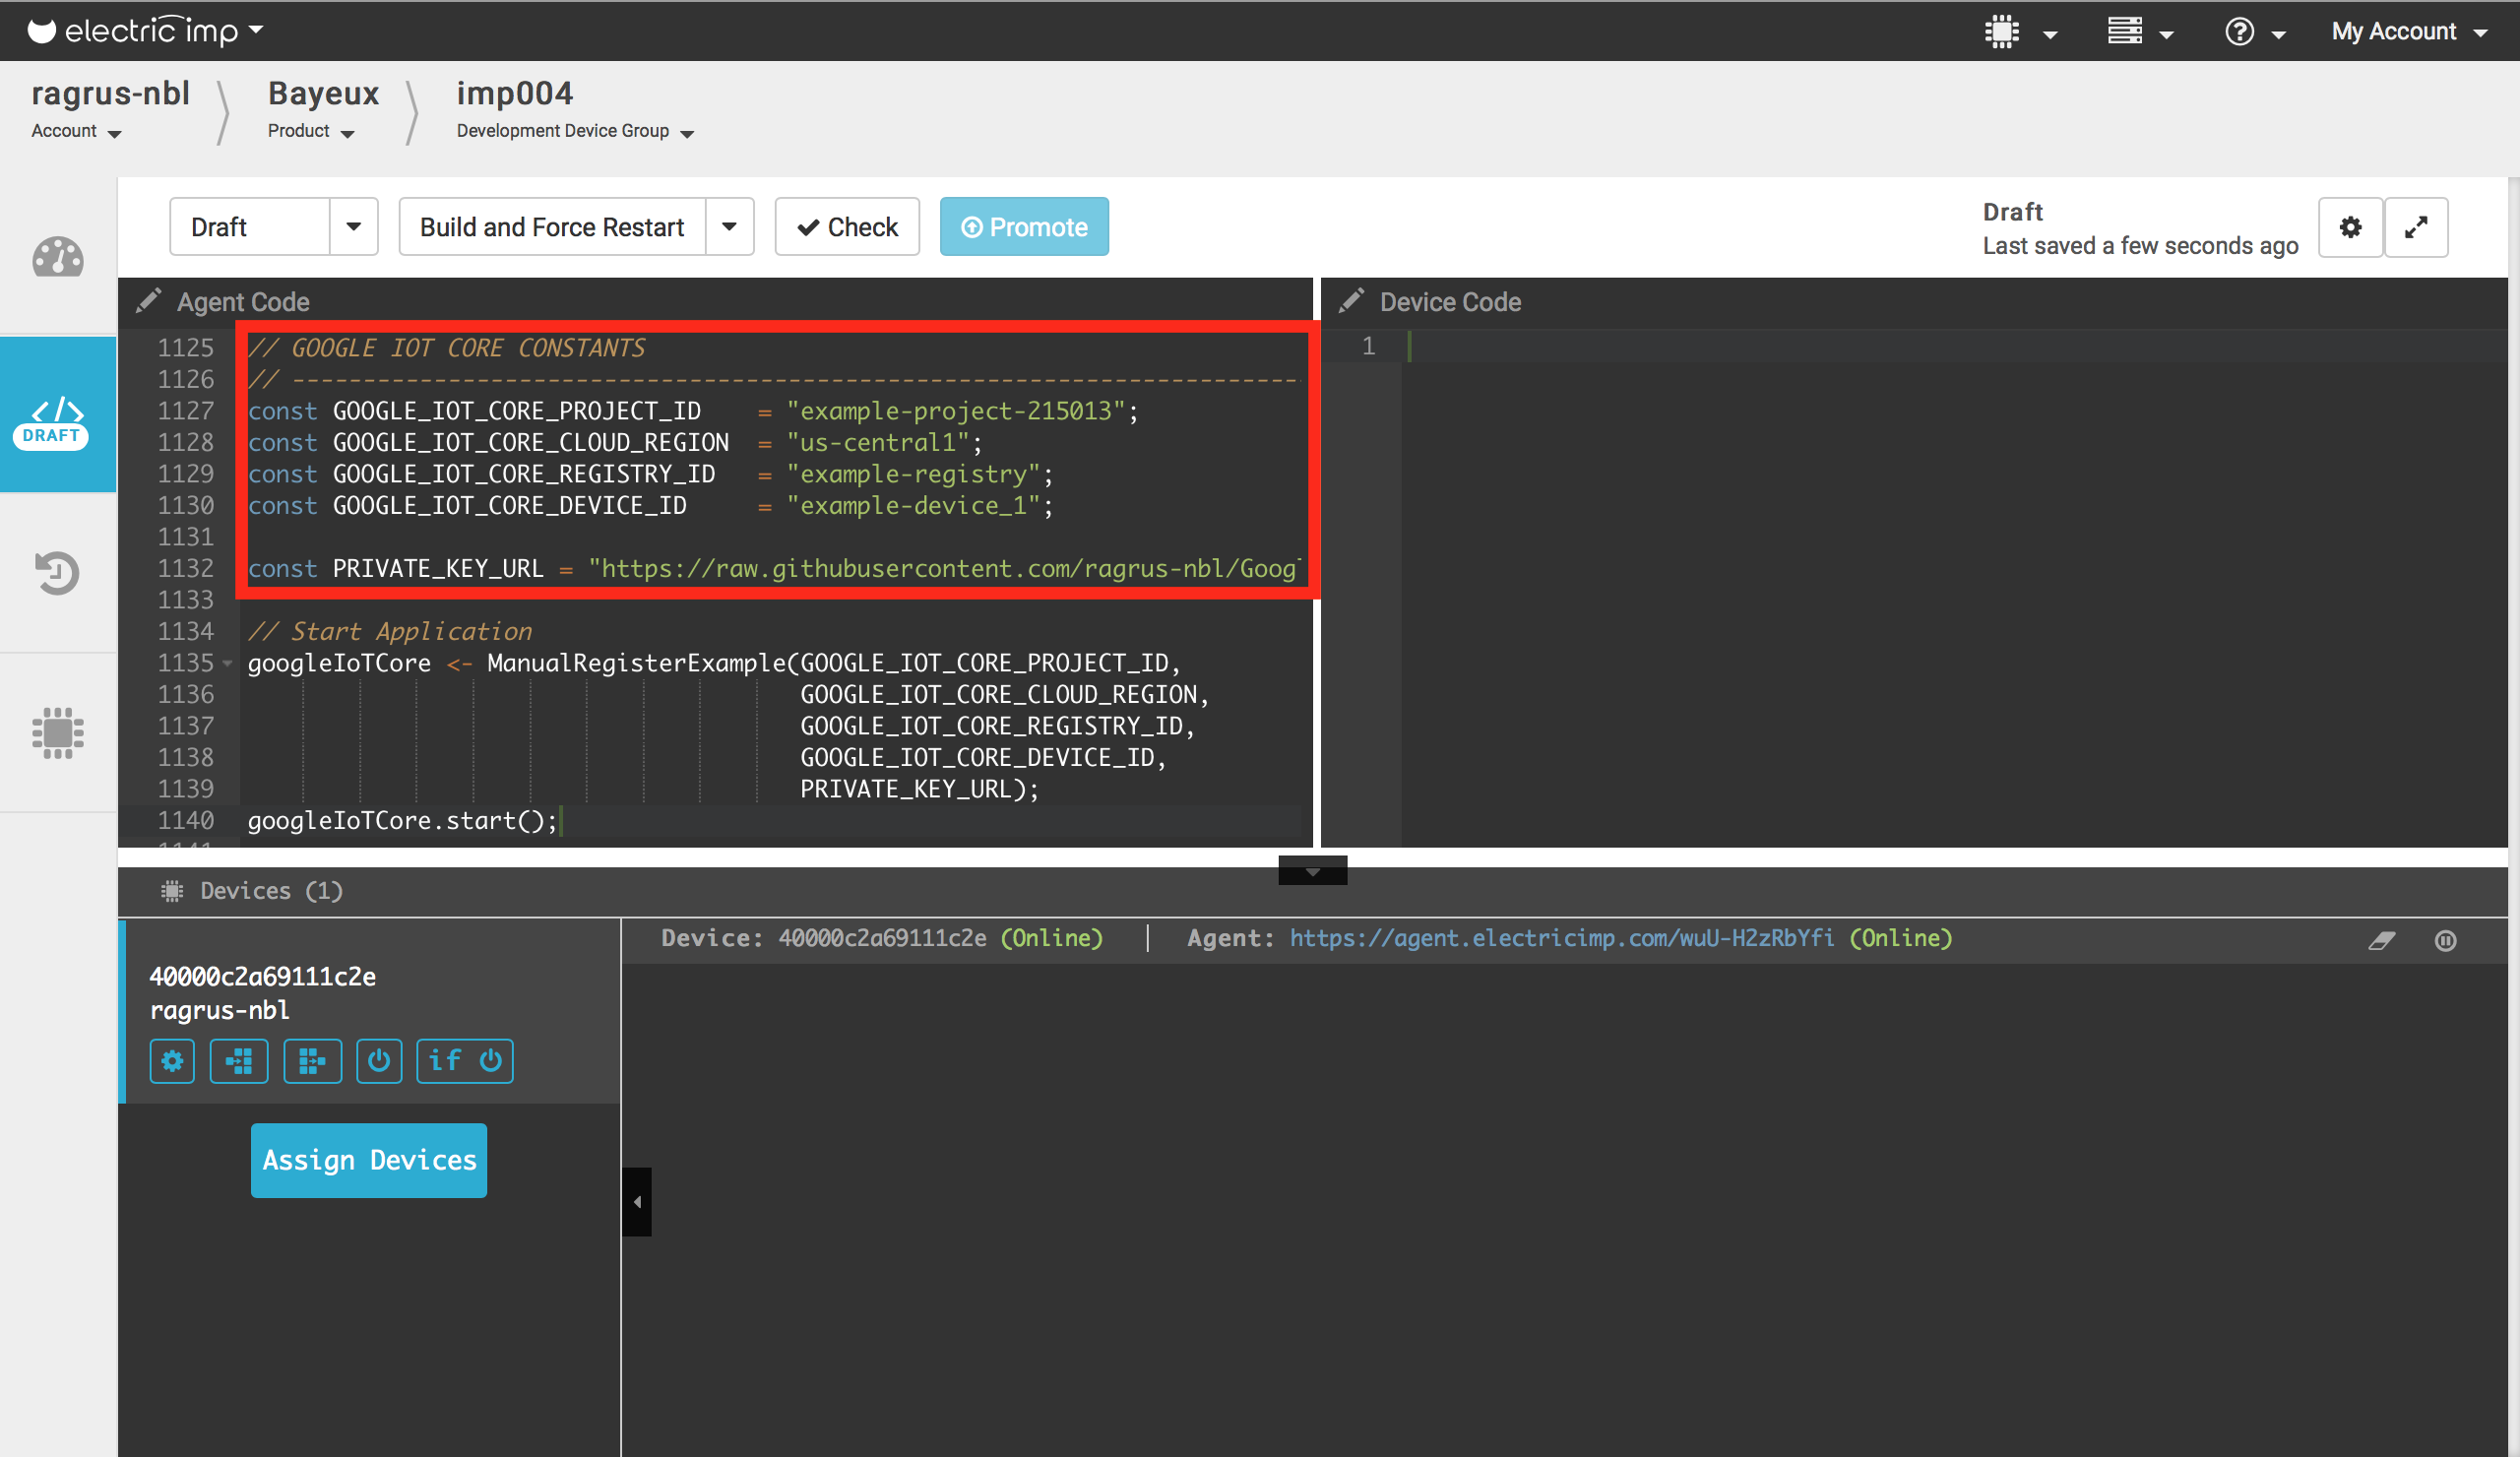 electric imp
My Account
ragrus-nbl
Account
Bayeux
Product
imp004
Development Device Group
Draft
Build and Force Restart
Check
Promote
Draft
Last saved a few seconds ago
DRAFT
Agent Code
1125 // GOOGLE IOT CORE CONSTANTS
1126 // -----------------------------------------------------------------------
1127 const GOOGLE_IOT_CORE_PROJECT_ID    = "example-project-215013";
1128 const GOOGLE_IOT_CORE_CLOUD_REGION  = "us-central1";
1129 const GOOGLE_IOT_CORE_REGISTRY_ID   = "example-registry";
1130 const GOOGLE_IOT_CORE_DEVICE_ID     = "example-device_1";
1131
1132 const PRIVATE_KEY_URL = "https://raw.githubusercontent.com/ragrus-nbl/Goog
1133
1134 // Start Application
1135 googleIoTCore <- ManualRegisterExample(GOOGLE_IOT_CORE_PROJECT_ID,
1136 GOOGLE_IOT_CORE_CLOUD_REGION,
1137 GOOGLE_IOT_CORE_REGISTRY_ID,
1138 GOOGLE_IOT_CORE_DEVICE_ID,
1139 PRIVATE_KEY_URL);
1140 googleIoTCore.start();
1141
Device Code
1
Devices (1)
40000c2a69111c2e
ragrus-nbl
if
Assign Devices
Device: 40000c2a69111c2e (Online) | Agent: https://agent.electricimp.com/wuU-H2zRbYfi (Online)